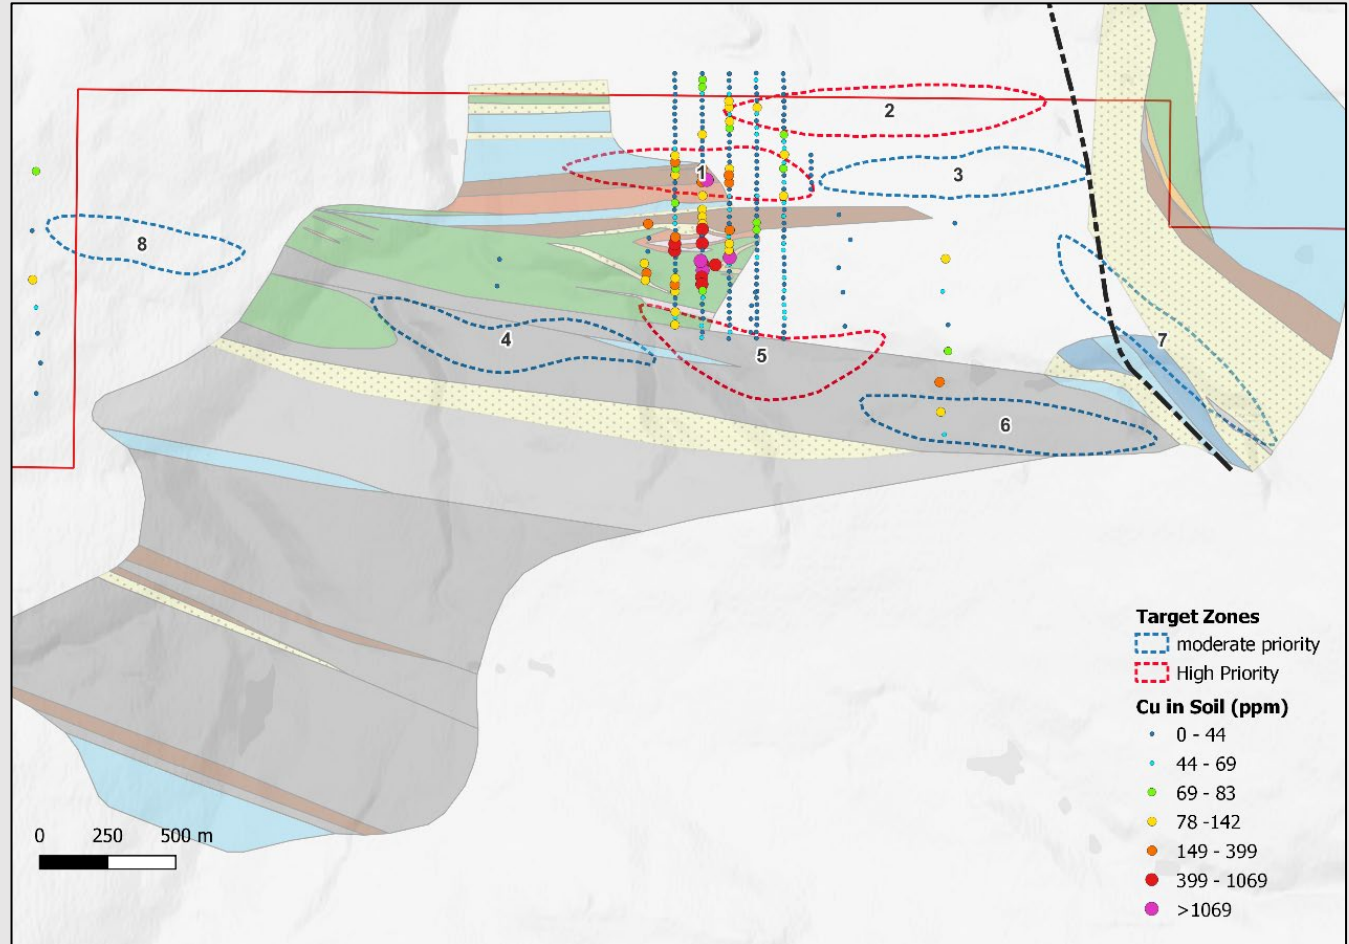 2
1
3
8
4
5
7
6
Target Zones
moderate priority
High Priority
Cu in Soil (ppm)
0 - 44
44 - 69
69 - 83
78 -142
149 - 399
399 - 1069
>1069
0 250 500 m